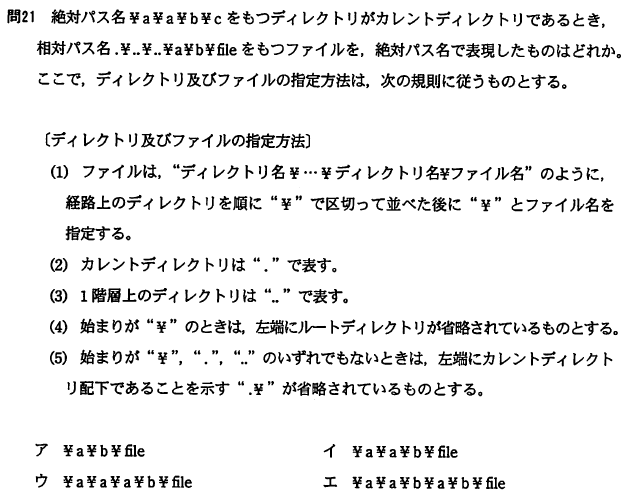 問21 絶対パス名￥a￥a￥b￥cをもつディレクトリがカレントディレクトリであるとき，
相対パス名.￥..￥..￥a￥b￥fileをもつファイルを，絶対パス名で表現したものはどれか。
ここで，ディレクトリ及びファイルの指定方法は，次の規則に従うものとする。
〔ディレクトリ及びファイルの指定方法〕
(1) ファイルは，“ディレクトリ名￥…￥ディレクトリ名￥ファイル名”のように，
経路上のディレクトリを順に“￥”で区切って並べた後に“￥”とファイル名を
指定する。
(2) カレントディレクトリは“.”で表す。
(3) 1階層上のディレクトリは“..”で表す。
(4) 始まりが“￥”のときは，左端にルートディレクトリが省略されているものとする。
(5) 始まりが“￥”，“.”，“..”のいずれでもないときは，左端にカレントディレクト
リ配下であることを示す“.￥”が省略されているものとする。
ア ￥a￥b￥file イ ￥a￥a￥b￥file
ウ ￥a￥a￥a￥b￥file エ ￥a￥a￥b￥a￥b￥file